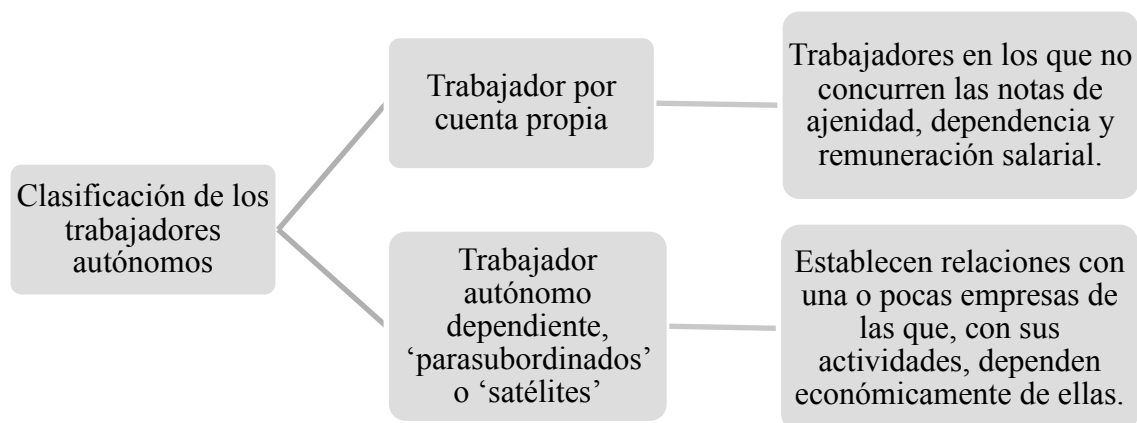 Clasificación de los
trabajadores
autónomos
Trabajador por
cuenta propia
Trabajadores en los que no
concurren las notas de
ajenidad, dependencia y
remuneración salarial.
Trabajador
autónomo
dependiente,
‘parasubordinados’
o ‘satélites’
Establecen relaciones con
una o pocas empresas de
las que, con sus
actividades, dependen
económicamente de ellas.